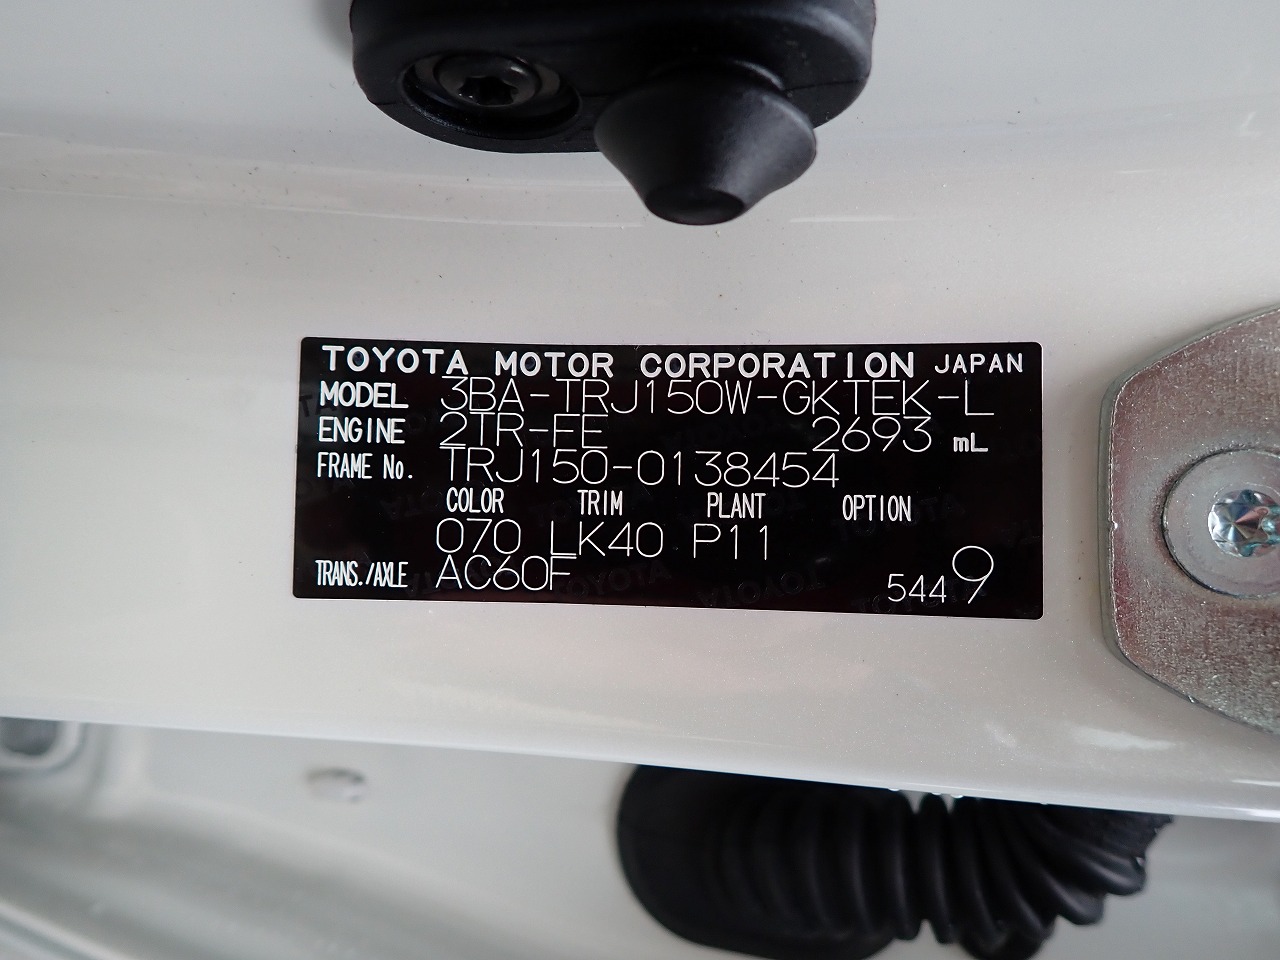 TOYOTA MOTOR CORPORATION JAPAN
MODEL 3BA-TRJ150W-GKTEK-L
ENGINE 2TR-FE 2693 mL
FRAME No. TRJ150-0138454
COLOR TRIM PLANT OPTION
070 LK40 P11
TRANS./AXLE AC60F 5449